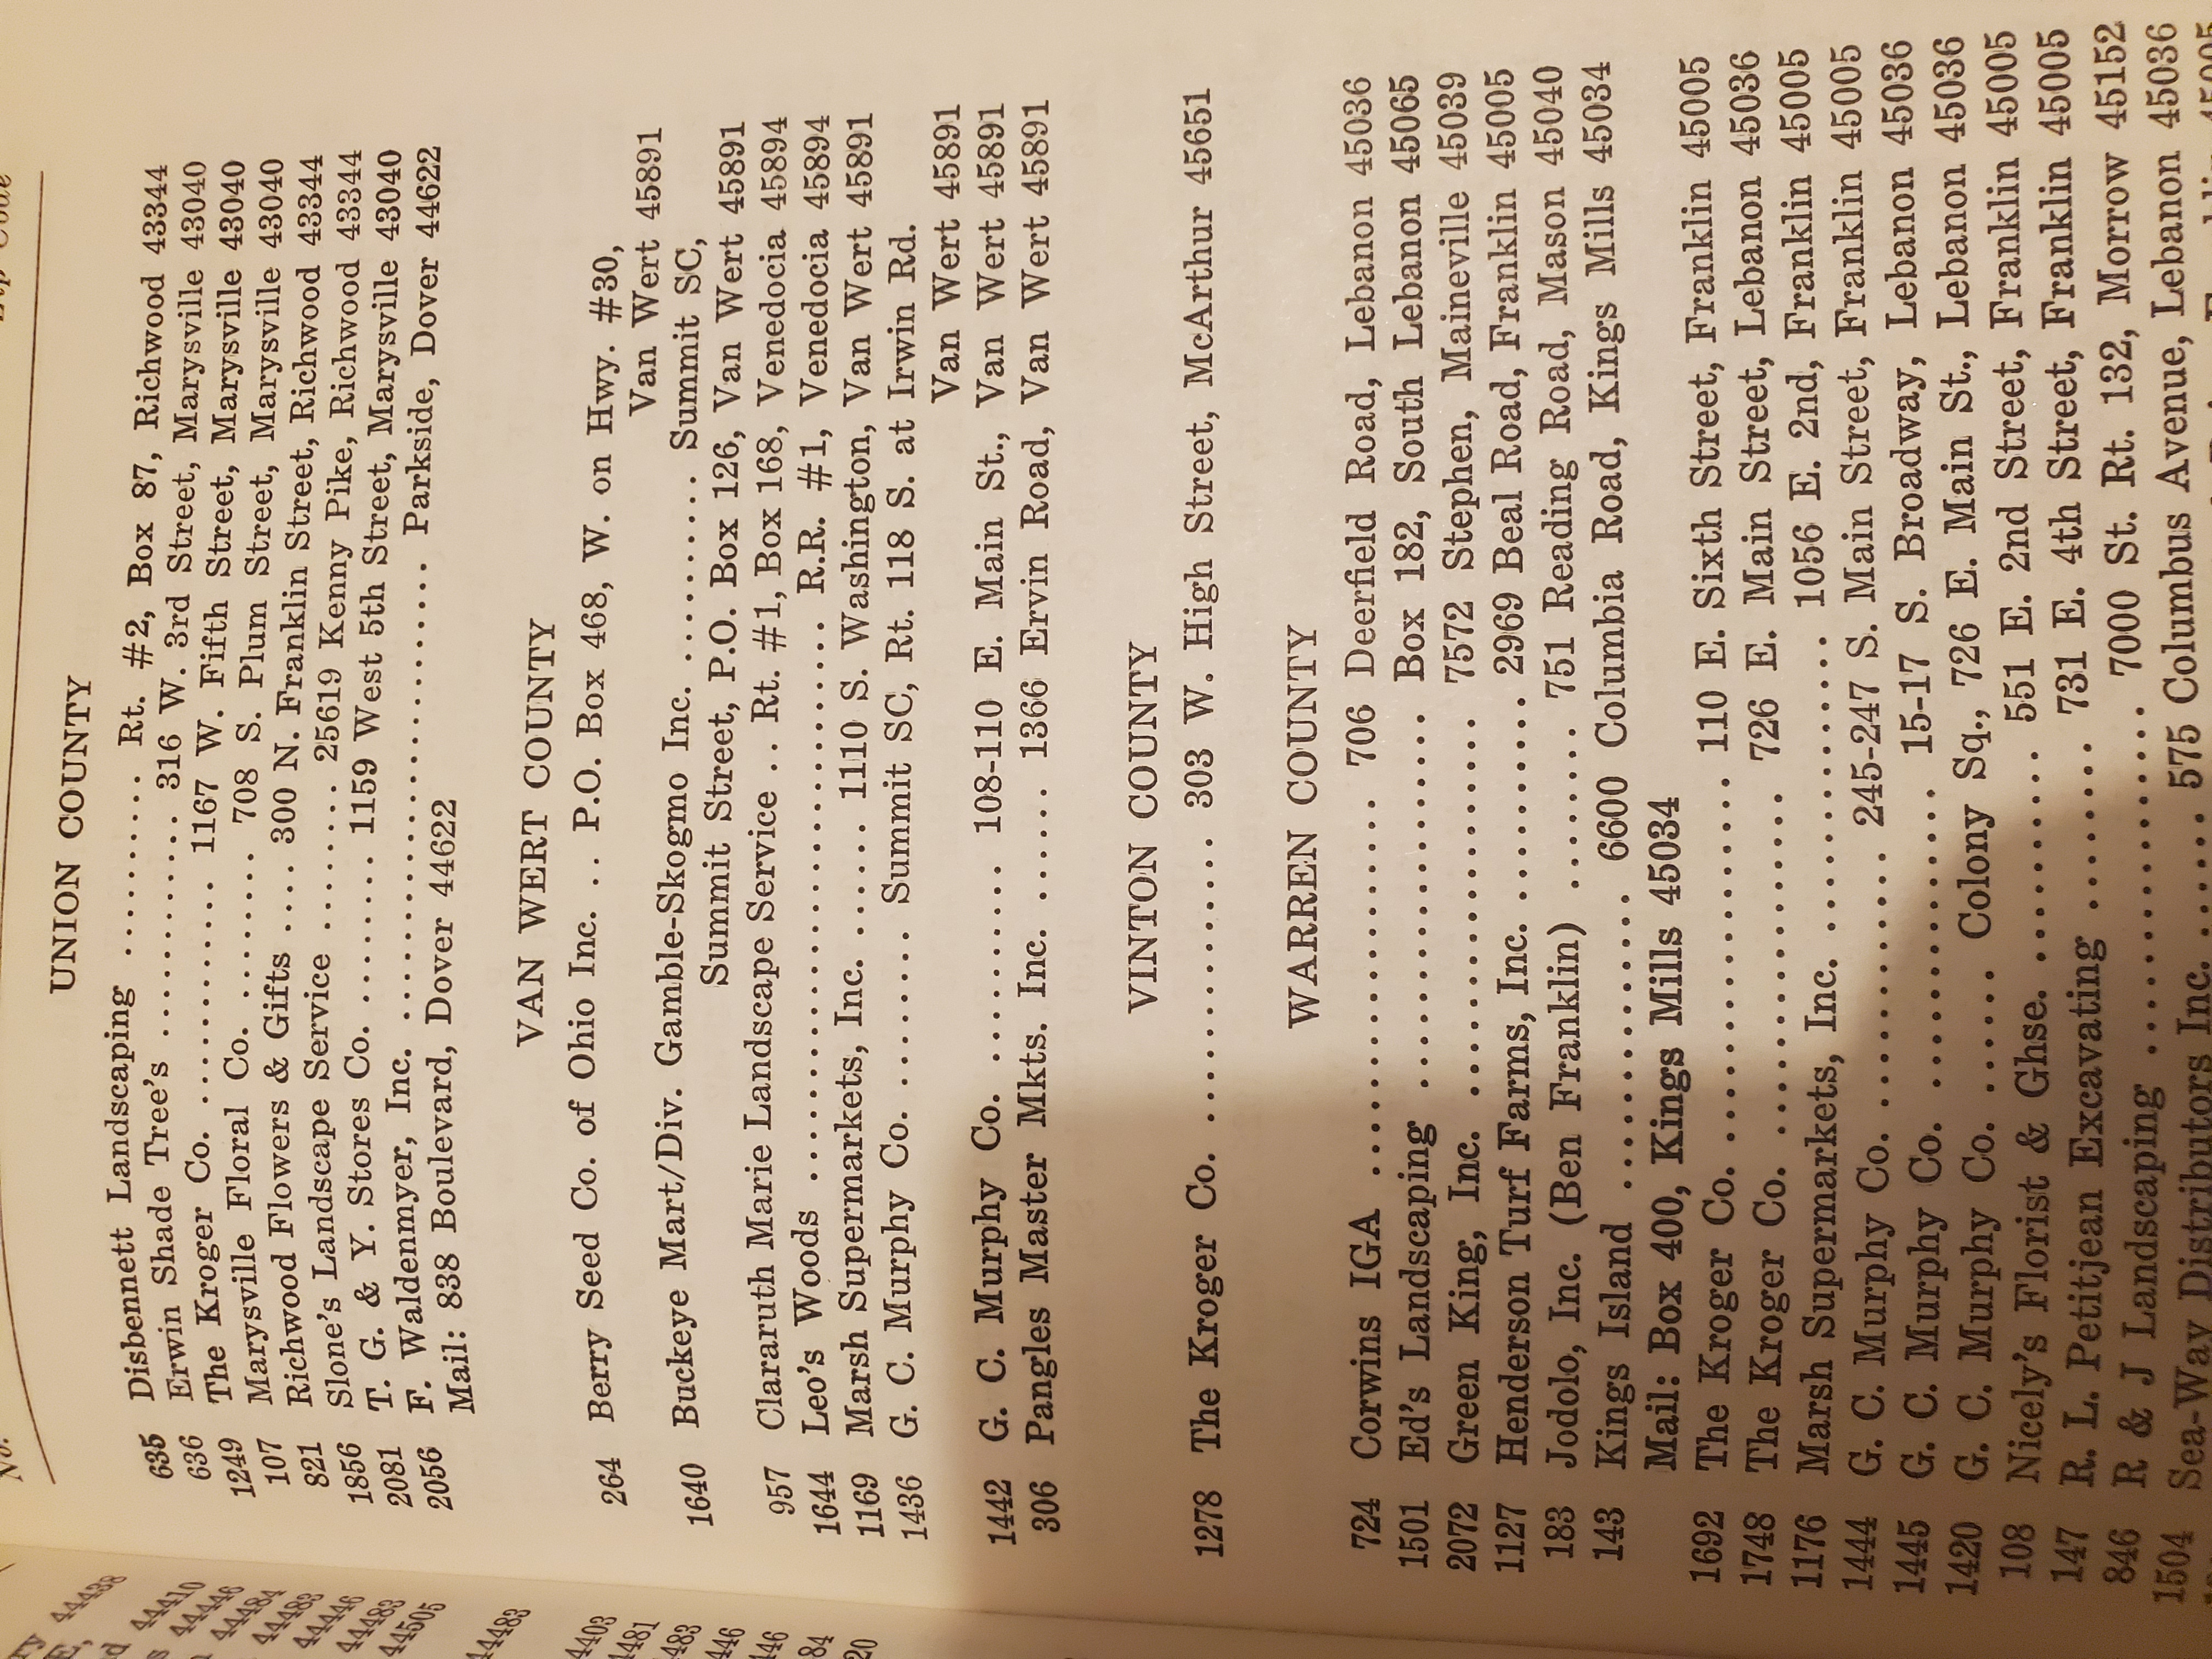 No.
UNION COUNTY
635 Disbennett Landscaping .......... Rt. #2, Box 87, Richwood 43344
636 Erwin Shade Tree's ............ 316 W. 3rd Street, Marysville 43040
1249 The Kroger Co. ............ 1167 W. Fifth Street, Marysville 43040
107 Marysville Floral Co. ......... 708 S. Plum Street, Marysville 43040
821 Richwood Flowers & Gifts ..... 300 N. Franklin Street, Richwood 43344
1856 Slone's Landscape Service ........ 25619 Kenny Pike, Richwood 43344
2081 T. G. & Y. Stores Co. .......... 1159 West 5th Street, Marysville 43040
2056 F. Waldenmyer, Inc. .............................. Parkside, Dover 44622
Mail: 838 Boulevard, Dover 44622
VAN WERT COUNTY
264 Berry Seed Co. of Ohio Inc. .. P.O. Box 468, W. on Hwy. #30,
Van Wert 45891
1640 Buckeye Mart/Div. Gamble-Skogmo Inc. .......... Summit SC,
Summit Street, P.O. Box 126, Van Wert 45891
957 Clararuth Marie Landscape Service .. Rt. #1, Box 168, Venedocia 45894
1644 Leo's Woods ............................ R.R. #1, Venedocia 45894
1169 Marsh Supermarkets, Inc. ..... 1110 S. Washington, Van Wert 45891
1436 G. C. Murphy Co. ........ Summit SC, Rt. 118 S. at Irwin Rd.
Van Wert 45891
1442 G. C. Murphy Co. .......... 108-110 E. Main St., Van Wert 45891
306 Pangles Master Mkts. Inc. ...... 1366 Ervin Road, Van Wert 45891
VINTON COUNTY
1278 The Kroger Co. .............. 303 W. High Street, McArthur 45651
WARREN COUNTY
724 Corwins IGA .................... 706 Deerfield Road, Lebanon 45036
1501 Ed's Landscaping .................... Box 182, South Lebanon 45065
2072 Green King, Inc. .................... 7572 Stephen, Maineville 45039
1127 Henderson Turf Farms, Inc. .......... 2969 Beal Road, Franklin 45005
183 Jodolo, Inc. (Ben Franklin) ........ 751 Reading Road, Mason 45040
143 Kings Island .............. 6600 Columbia Road, Kings Mills 45034
Mail: Box 400, Kings Mills 45034
1692 The Kroger Co. .................. 110 E. Sixth Street, Franklin 45005
1748 The Kroger Co. .................. 726 E. Main Street, Lebanon 45036
1176 Marsh Supermarkets, Inc. ............... 1056 E. 2nd, Franklin 45005
1444 G. C. Murphy Co. ............. 245-247 S. Main Street, Franklin 45005
1445 G. C. Murphy Co. ............... 15-17 S. Broadway, Lebanon 45036
1420 G. C. Murphy Co. ...... Colony Sq., 726 E. Main St., Lebanon 45036
108 Nicely's Florist & Ghse. ............ 551 E. 2nd Street, Franklin 45005
147 R. L. Petitjean Excavating ......... 731 E. 4th Street, Franklin 45005
846 R & J Landscaping .................. 7000 St. Rt. 132, Morrow 45152
1504 Sea-Way Distributors Inc. ...... 575 Columbus Avenue, Lebanon 45036
44438
44410
44446
44484
44483
44446
44483
44505
44483